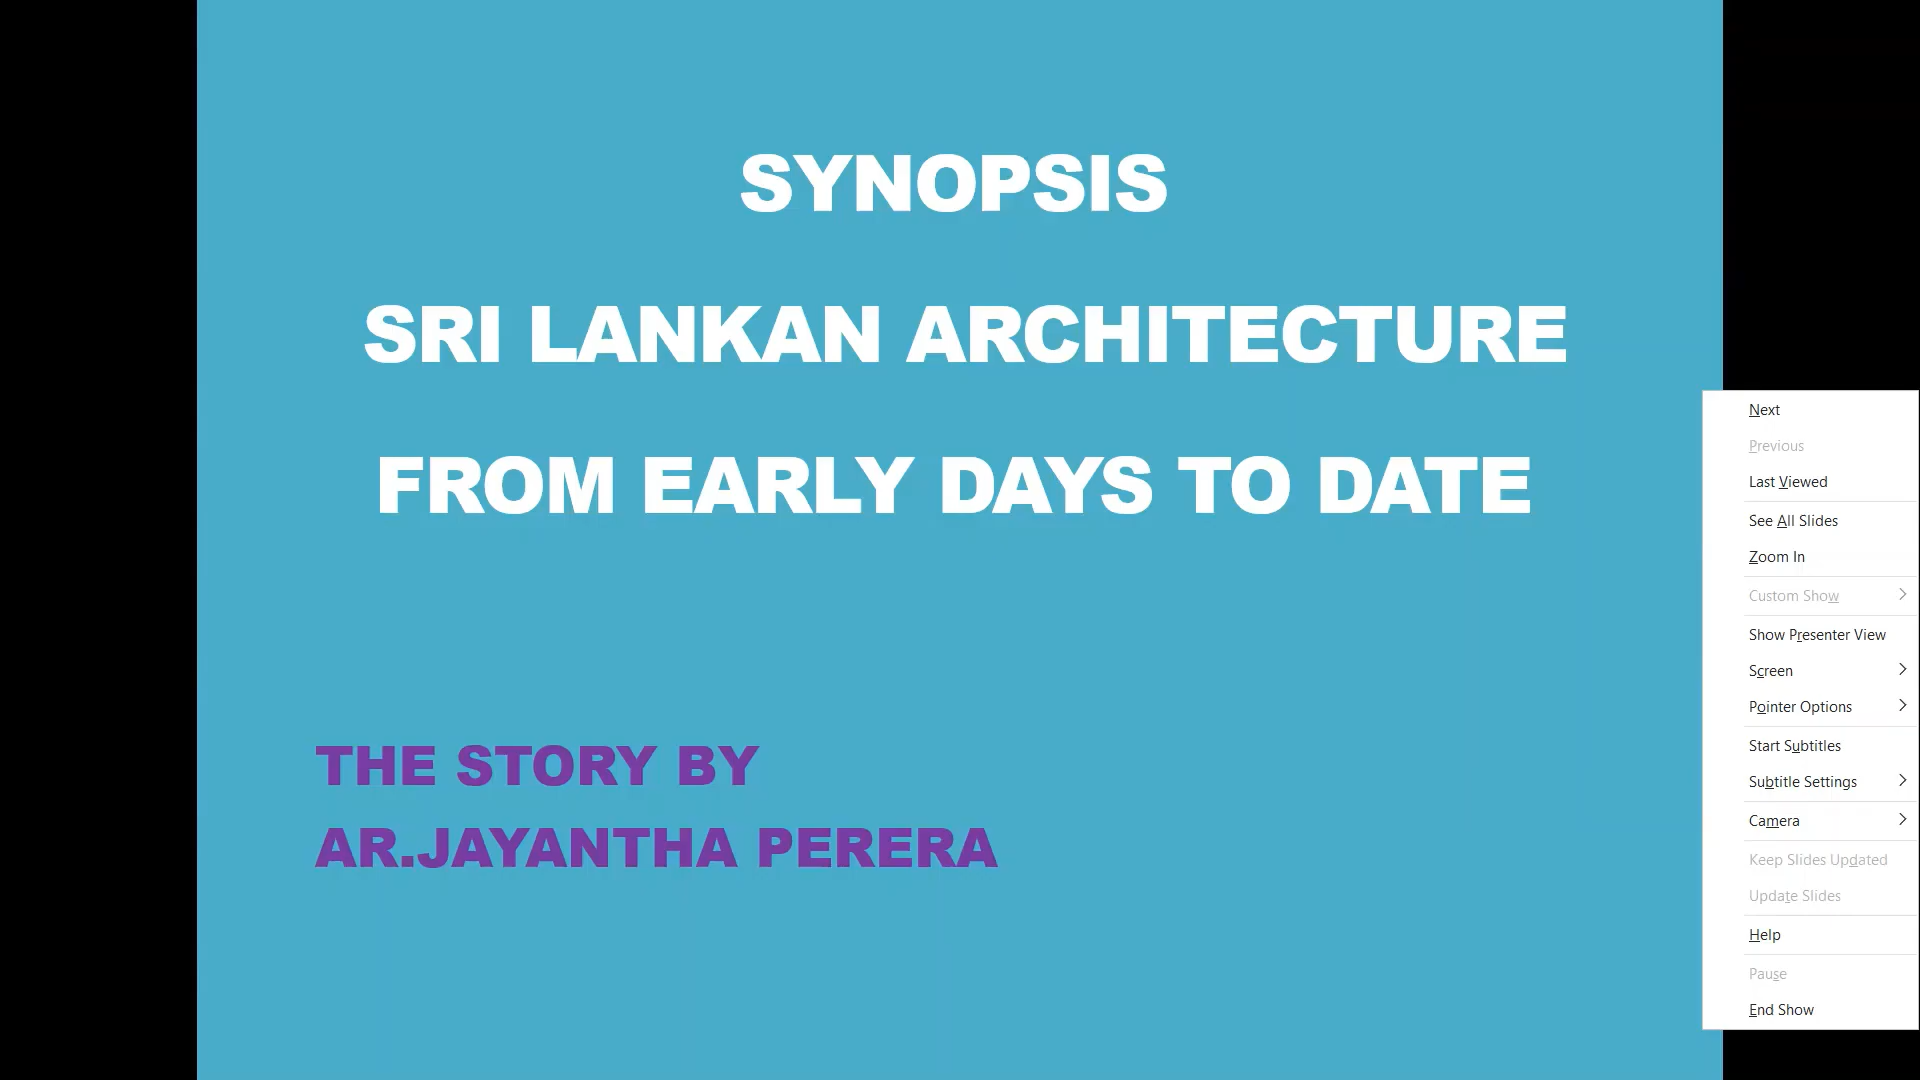 SYNOPSIS
SRI LANKAN ARCHITECTURE
FROM EARLY DAYS TO DATE
THE STORY BY
AR.JAYANTHA PERERA
Next
Previous
Last Viewed
See All Slides
Zoom In
Custom Show
Show Presenter View
Screen
Pointer Options
Start Subtitles
Subtitle Settings
Camera
Keep Slides Updated
Update Slides
Help
Pause
End Show